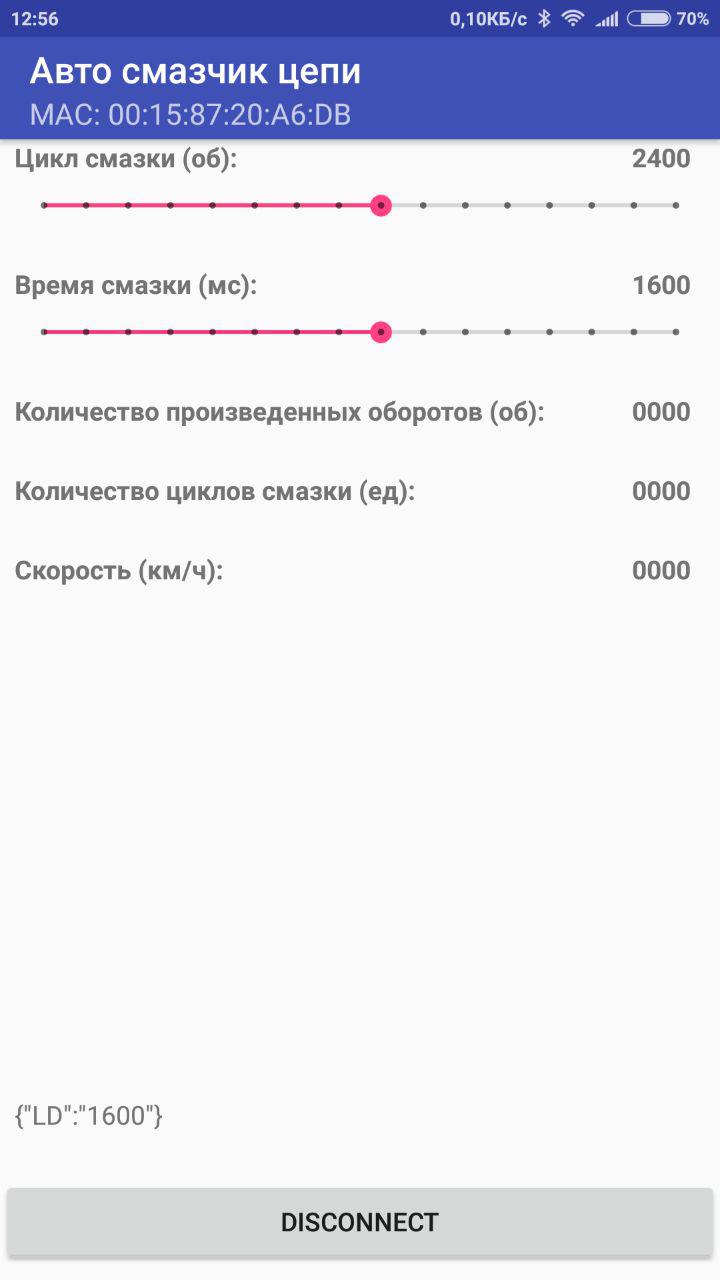 12:56 0,10КБ/с 70%
Авто смазчик цепи
MAC: 00:15:87:20:A6:DB
Цикл смазки (об): 2400
Время смазки (мс): 1600
Количество произведенных оборотов (об): 0000
Количество циклов смазки (ед): 0000
Скорость (км/ч): 0000
{"LD":"1600"}
DISCONNECT